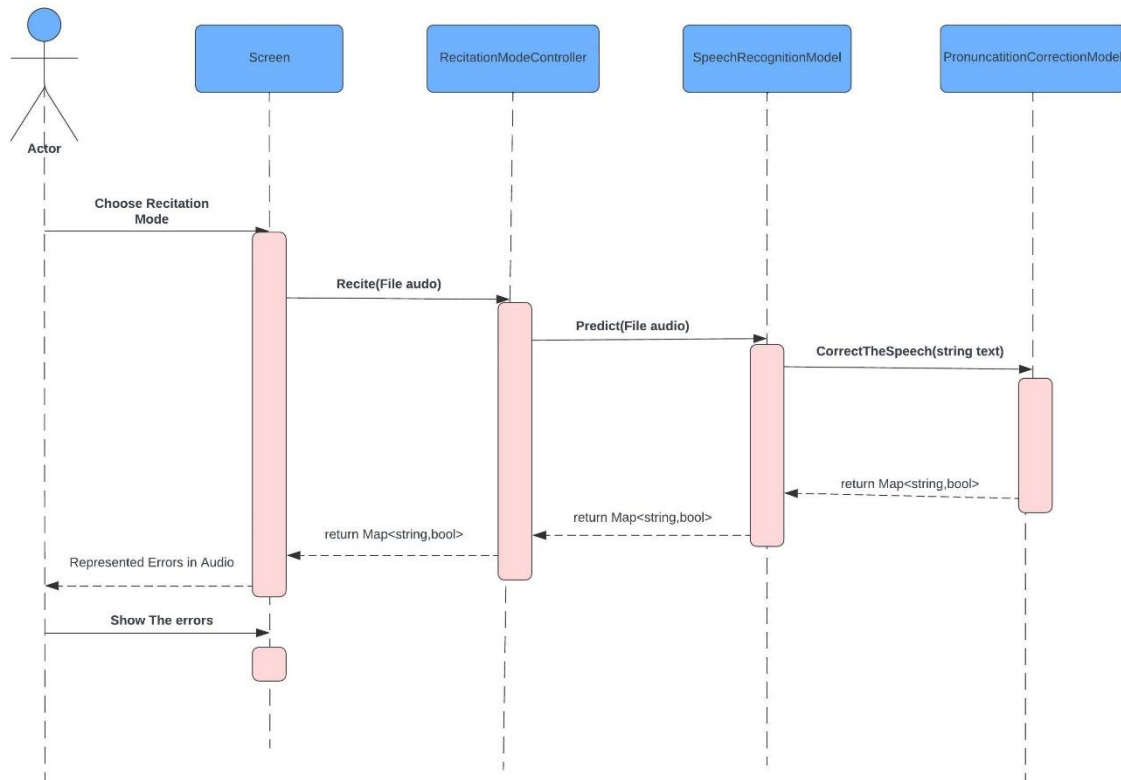 Screen
RecitationModeController
SpeechRecognitionModel
PronuncatitionCorrectionModel
Actor
Choose Recitation
Mode
Recite(File audo)
Predict(File audio)
CorrectTheSpeech(string text)
return Map<string,bool>
return Map<string,bool>
return Map<string,bool>
Represented Errors in Audio
Show The errors